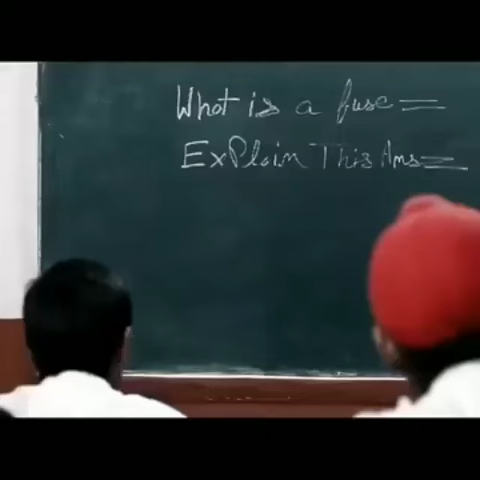 What is a fuse =
ExPlain This Ans =